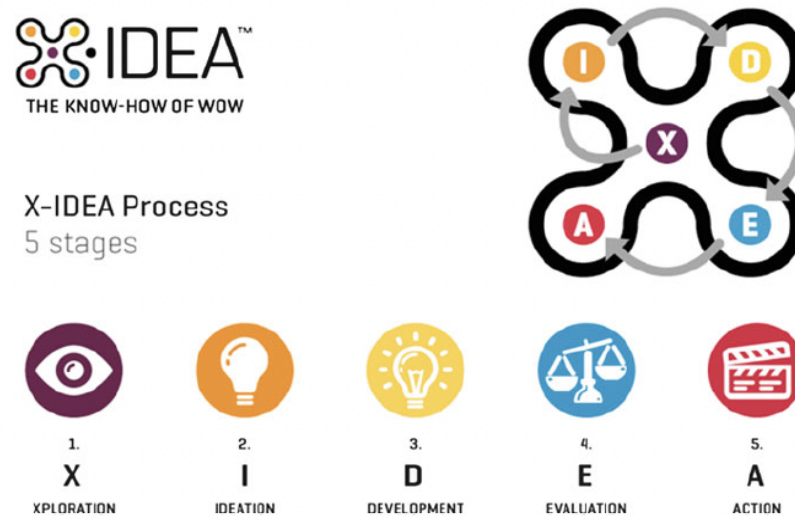 X-IDEA™
THE KNOW-HOW OF WOW
I
D
X
A
E
X-IDEA Process
5 stages
1.
2.
3.
4.
5.
X
I
D
E
A
XPLORATION
IDEATION
DEVELOPMENT
EVALUATION
ACTION